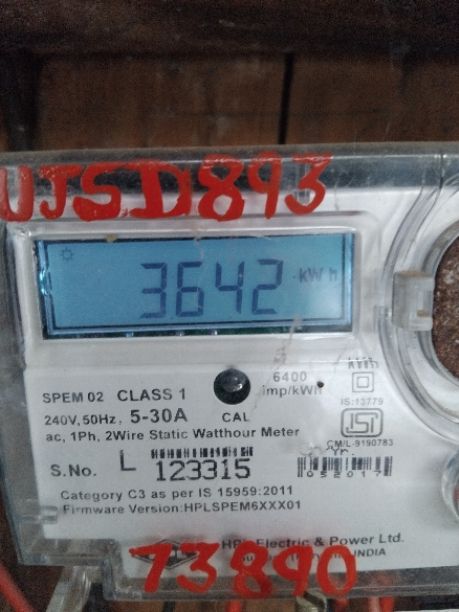 UJSD893
3642 kWh
6400
SPEM 02 CLASS 1
imp/kWh
IS:13779
240V,50Hz, 5-30A CAL
ISI
ac, 1Ph, 2Wire Static Watthour Meter
CM/L-9190783
S.No. L 123315
052017
Category C3 as per IS 15959:2011
Firmware Version:HPLSPEM6XXX01
Electric & Power Ltd.
INDIA
73890